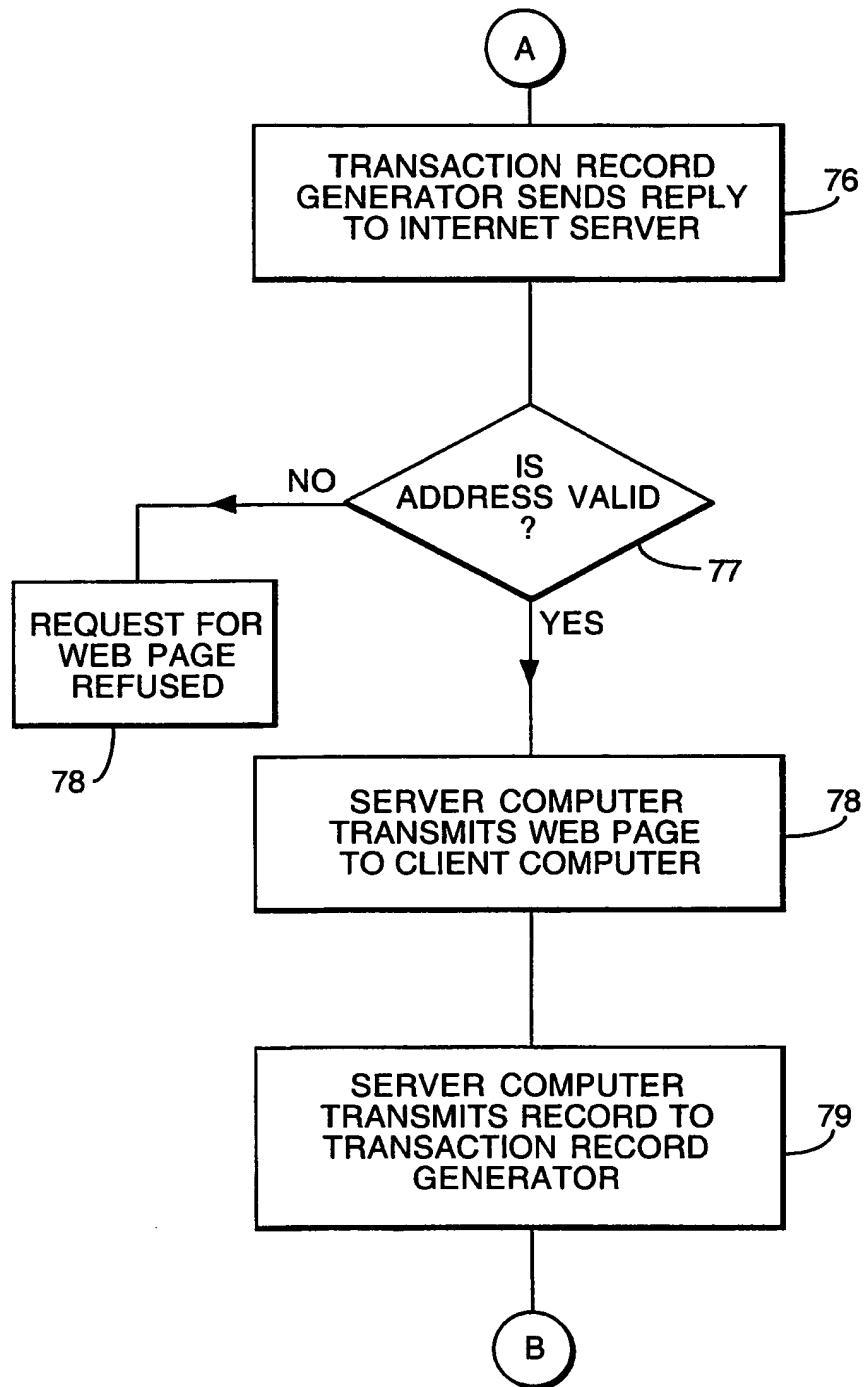 A
TRANSACTION RECORD
GENERATOR SENDS REPLY
TO INTERNET SERVER
76
IS
ADDRESS VALID
?
77
NO
REQUEST FOR
WEB PAGE
REFUSED
78
YES
SERVER COMPUTER
TRANSMITS WEB PAGE
TO CLIENT COMPUTER
78
SERVER COMPUTER
TRANSMITS RECORD TO
TRANSACTION RECORD
GENERATOR
79
B